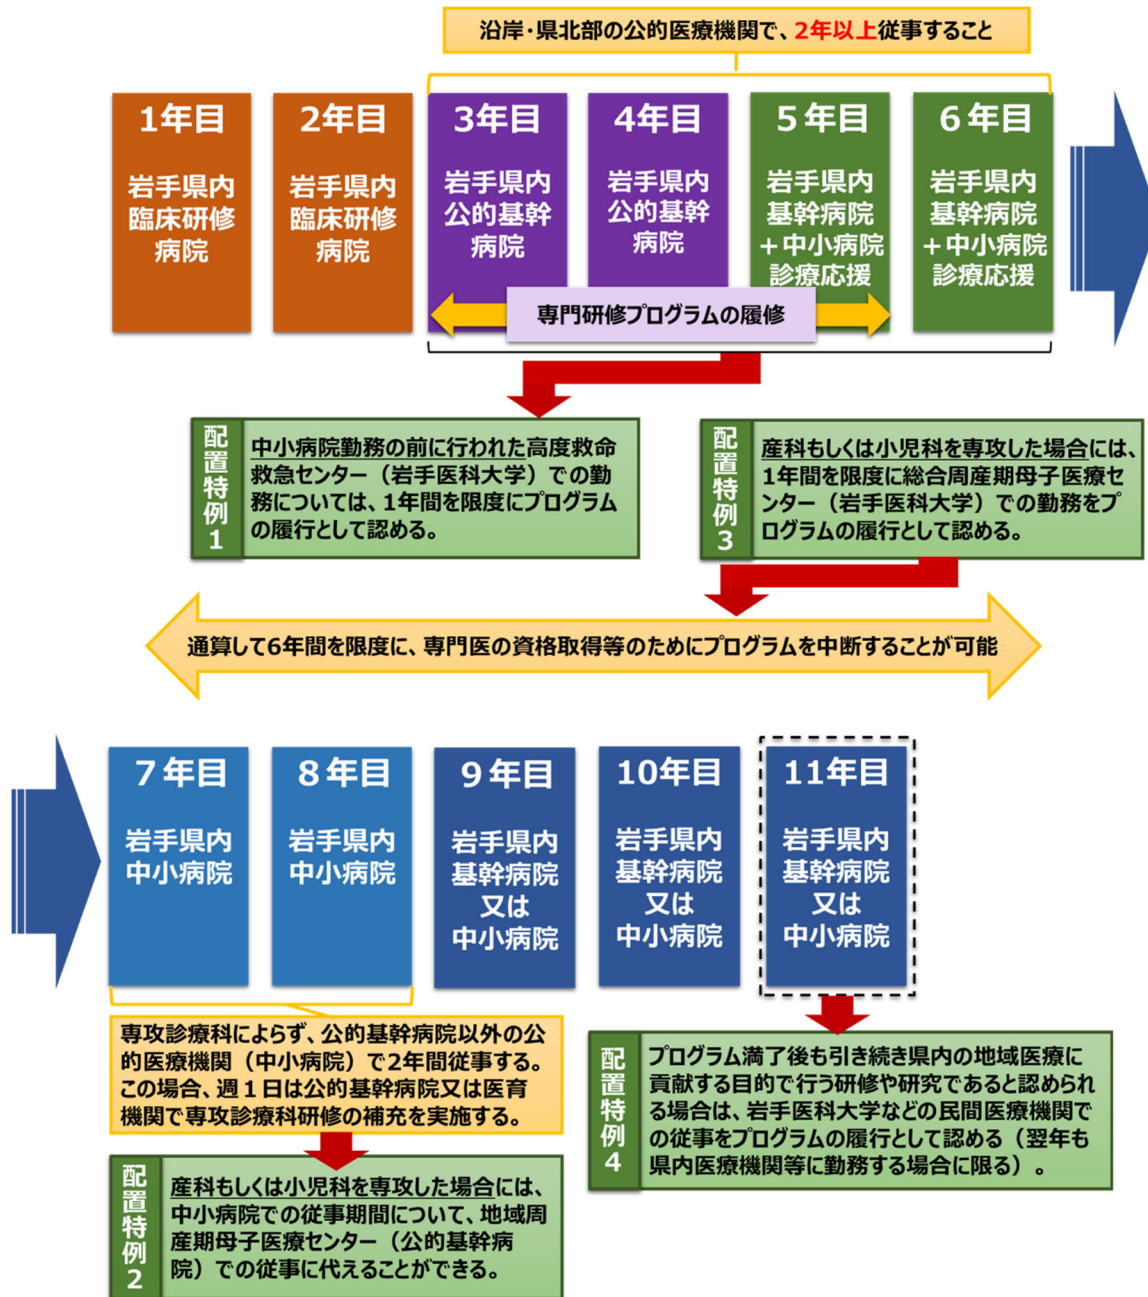 沿岸・県北部の公的医療機関で、2年以上従事すること
1年目
岩手県内
臨床研修
病院
2年目
岩手県内
臨床研修
病院
3年目
岩手県内
公的基幹
病院
4年目
岩手県内
公的基幹
病院
5年目
岩手県内
基幹病院
＋中小病院
診療応援
6年目
岩手県内
基幹病院
＋中小病院
診療応援
専門研修プログラムの履修
配置特例1
中小病院勤務の前に行われた高度救命
救急センター（岩手医科大学）での勤
務については、1年間を限度にプログラム
の履行として認める。
配置特例3
産科もしくは小児科を専攻した場合には、
1年間を限度に総合周産期母子医療セ
ンター（岩手医科大学）での勤務をプ
ログラムの履行として認める。
通算して6年間を限度に、専門医の資格取得等のためにプログラムを中断することが可能
7年目
岩手県内
中小病院
8年目
岩手県内
中小病院
9年目
岩手県内
基幹病院
又は
中小病院
10年目
岩手県内
基幹病院
又は
中小病院
11年目
岩手県内
基幹病院
又は
中小病院
専攻診療科によらず、公的基幹病院以外の公
的医療機関（中小病院）で2年間従事する。
この場合、週1日は公的基幹病院又は医育
機関で専攻診療科研修の補充を実施する。
配置特例2
産科もしくは小児科を専攻した場合には、
中小病院での従事期間について、地域周
産期母子医療センター（公的基幹病
院）での従事に代えることができる。
配置特例4
プログラム満了後も引き続き県内の地域医療に
貢献する目的で行う研修や研究であると認められ
る場合は、岩手医科大学などの民間医療機関で
の従事をプログラムの履行として認める（翌年も
県内医療機関等に勤務する場合に限る）。